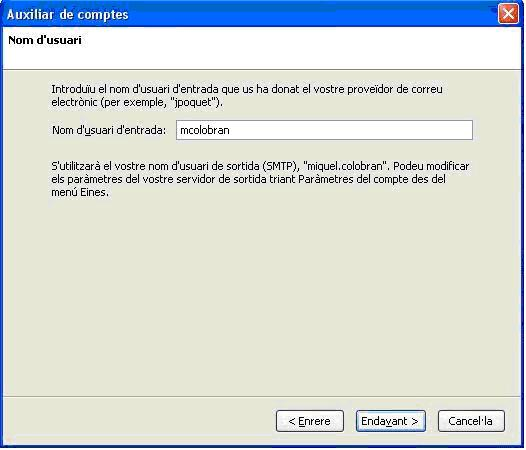 Auxiliar de comptes
Nom d'usuari
Introduïu el nom d'usuari d'entrada que us ha donat el vostre proveïdor de correu
electrònic (per exemple, "jpoquet").
Nom d'usuari d'entrada: mcolobran
S'utilitzarà el vostre nom d'usuari de sortida (SMTP), "miquel.colobran". Podeu modificar
els paràmetres del vostre servidor de sortida triant Paràmetres del compte des del
menú Eines.
< Enrere Endavant > Cancel·la